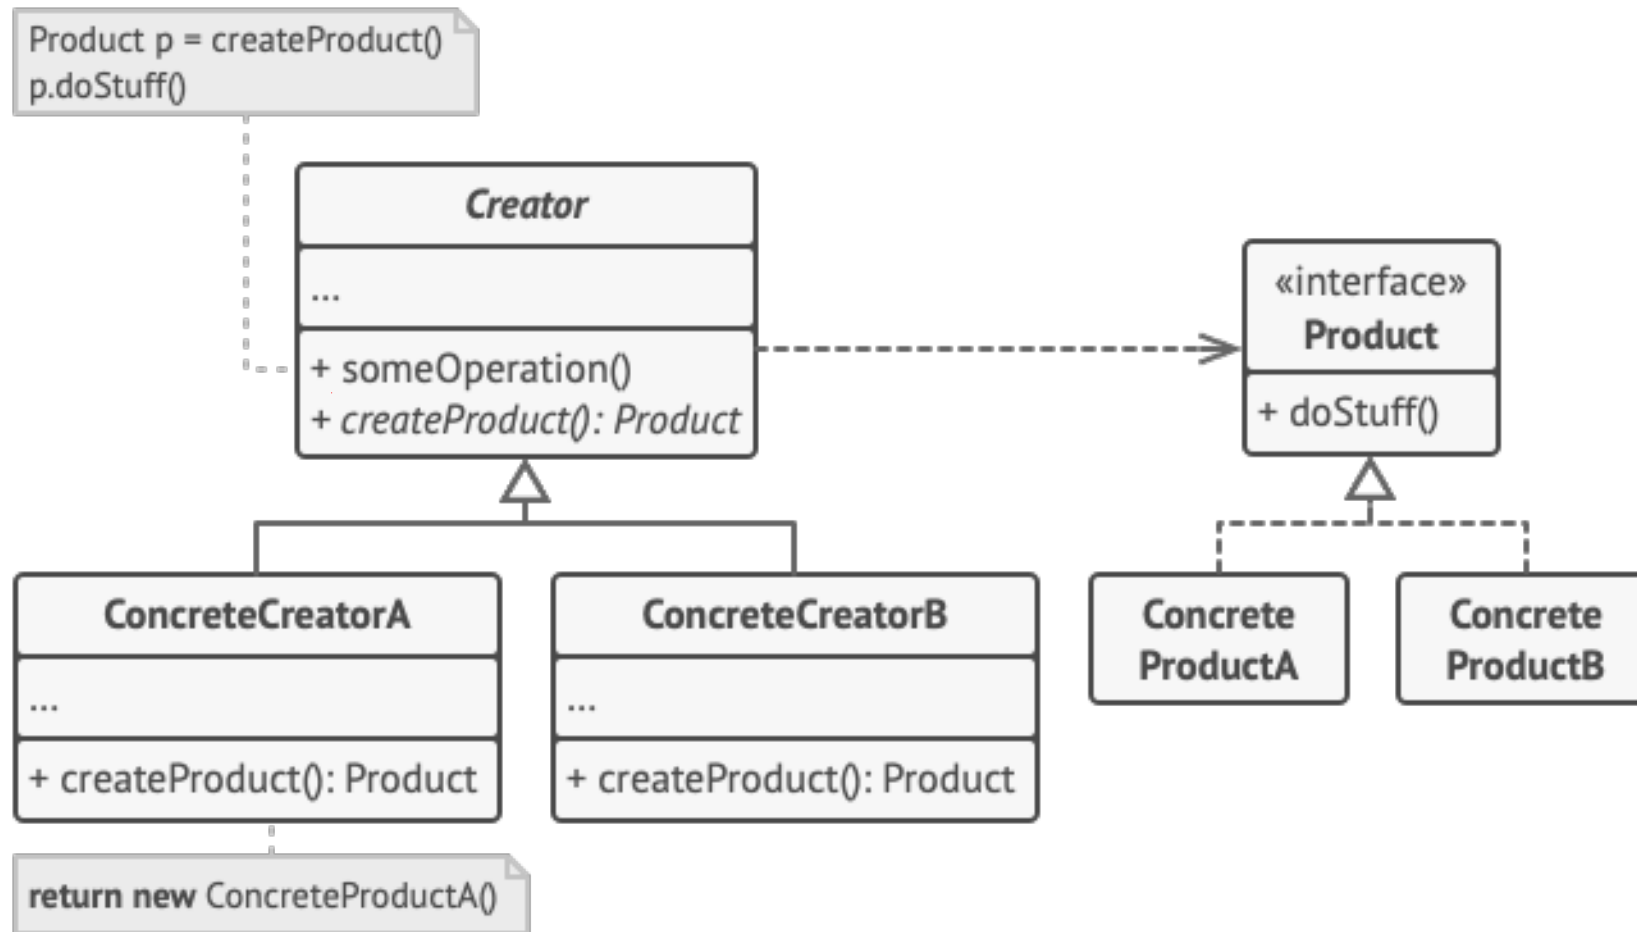 Product p = createProduct()
p.doStuff()
Creator
...
+ someOperation()
+ createProduct(): Product
«interface»
Product
+ doStuff()
ConcreteCreatorA
...
+ createProduct(): Product
ConcreteCreatorB
...
+ createProduct(): Product
Concrete
ProductA
Concrete
ProductB
return new ConcreteProductA()